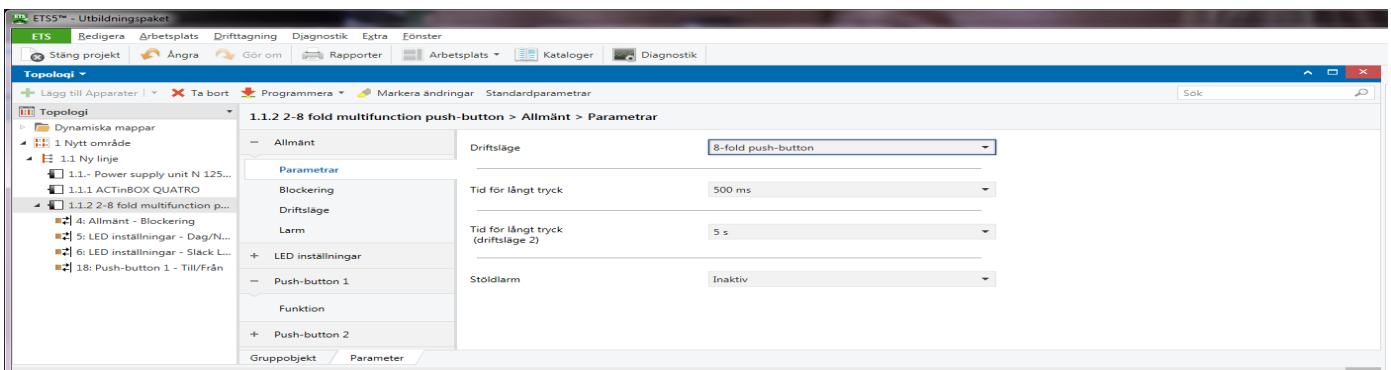 ETS5™ - Utbildningspaket
ETS Redigera Arbetsplats Drifttagning Diagnostik Extra Fönster
Stäng projekt Ångra Gör om Rapporter Arbetsplats Kataloger Diagnostik
Topologi
Lägg till Apparater Ta bort Programmera Markera ändringar Standardparametrar Sök
Topologi
Dynamiska mappar
1 Nytt område
1.1 Ny linje
1.1.- Power supply unit N 125...
1.1.1 ACTinBOX QUATRO
1.1.2 2-8 fold multifunction p...
4: Allmänt - Blockering
5: LED inställningar - Dag/N...
6: LED inställningar - Släck L...
18: Push-button 1 - Till/Från
1.1.2 2-8 fold multifunction push-button > Allmänt > Parametrar
Allmänt
Parametrar
Blockering
Driftsläge
Larm
LED inställningar
Push-button 1
Funktion
Push-button 2
Driftsläge 8-fold push-button
Tid för långt tryck 500 ms
Tid för långt tryck
(driftsläge 2) 5 s
Stöldlarm Inaktiv
Gruppobjekt Parameter